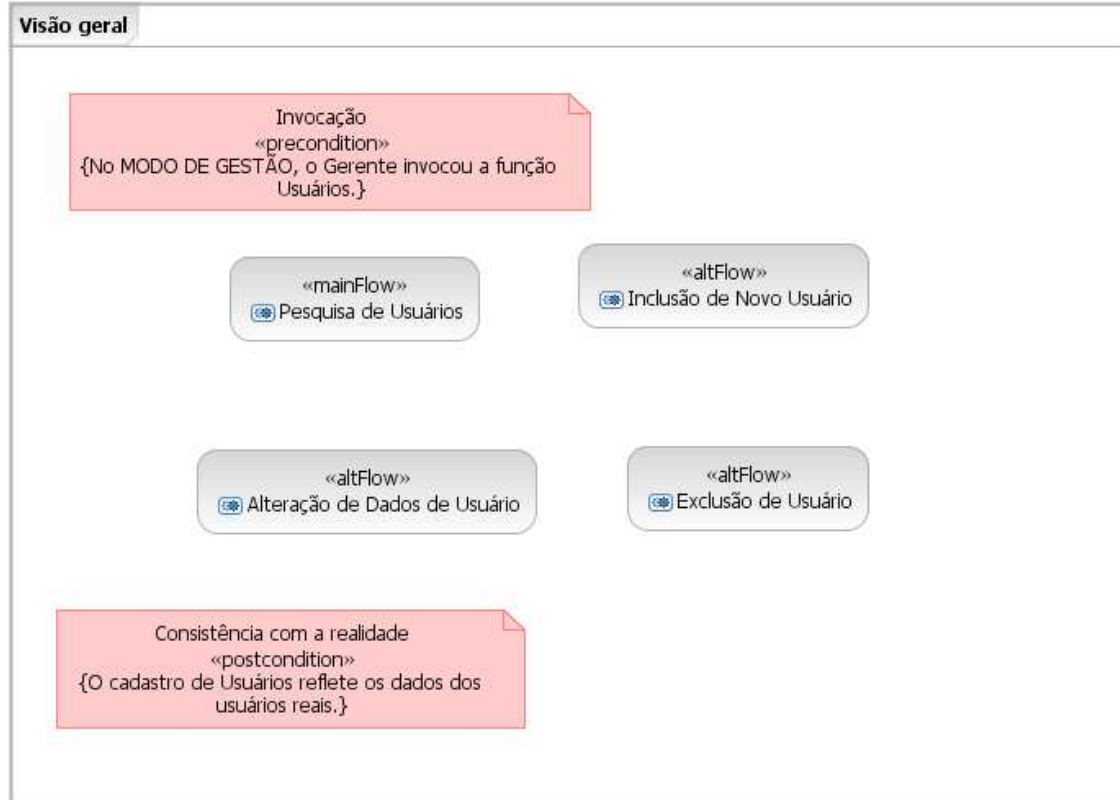 Visão geral
Invocação
«precondition»
{No MODO DE GESTÃO, o Gerente invocou a função
Usuários.}
«mainFlow»
Pesquisa de Usuários
«altFlow»
Inclusão de Novo Usuário
«altFlow»
Alteração de Dados de Usuário
«altFlow»
Exclusão de Usuário
Consistência com a realidade
«postcondition»
{O cadastro de Usuários reflete os dados dos
usuários reais.}